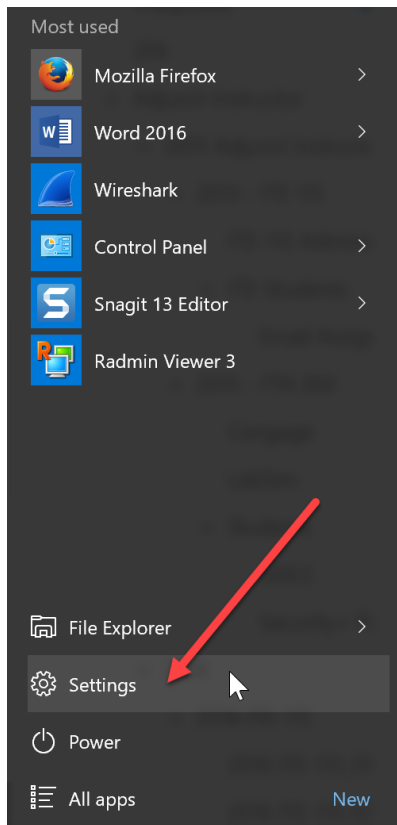 Most used
Mozilla Firefox
Word 2016
Wireshark
Control Panel
Snagit 13 Editor
Radmin Viewer 3
File Explorer
Settings
Power
All apps
New